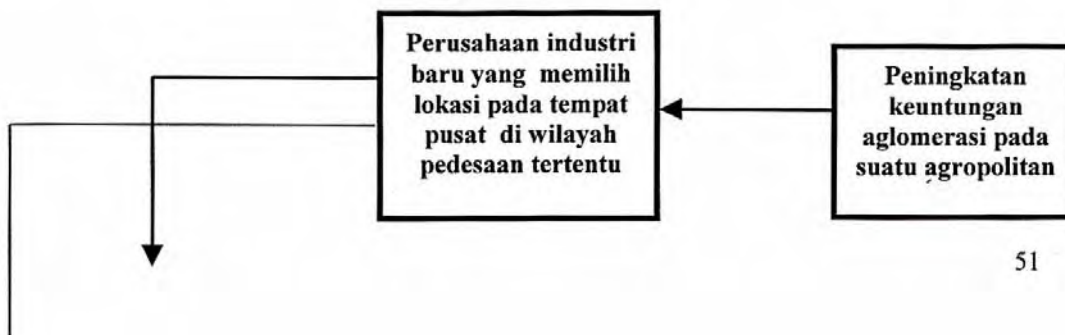 Perusahaan industri
baru yang memilih
lokasi pada tempat
pusat di wilayah
pedesaan tertentu
Peningkatan
keuntungan
aglomerasi pada
suatu agropolitan
51